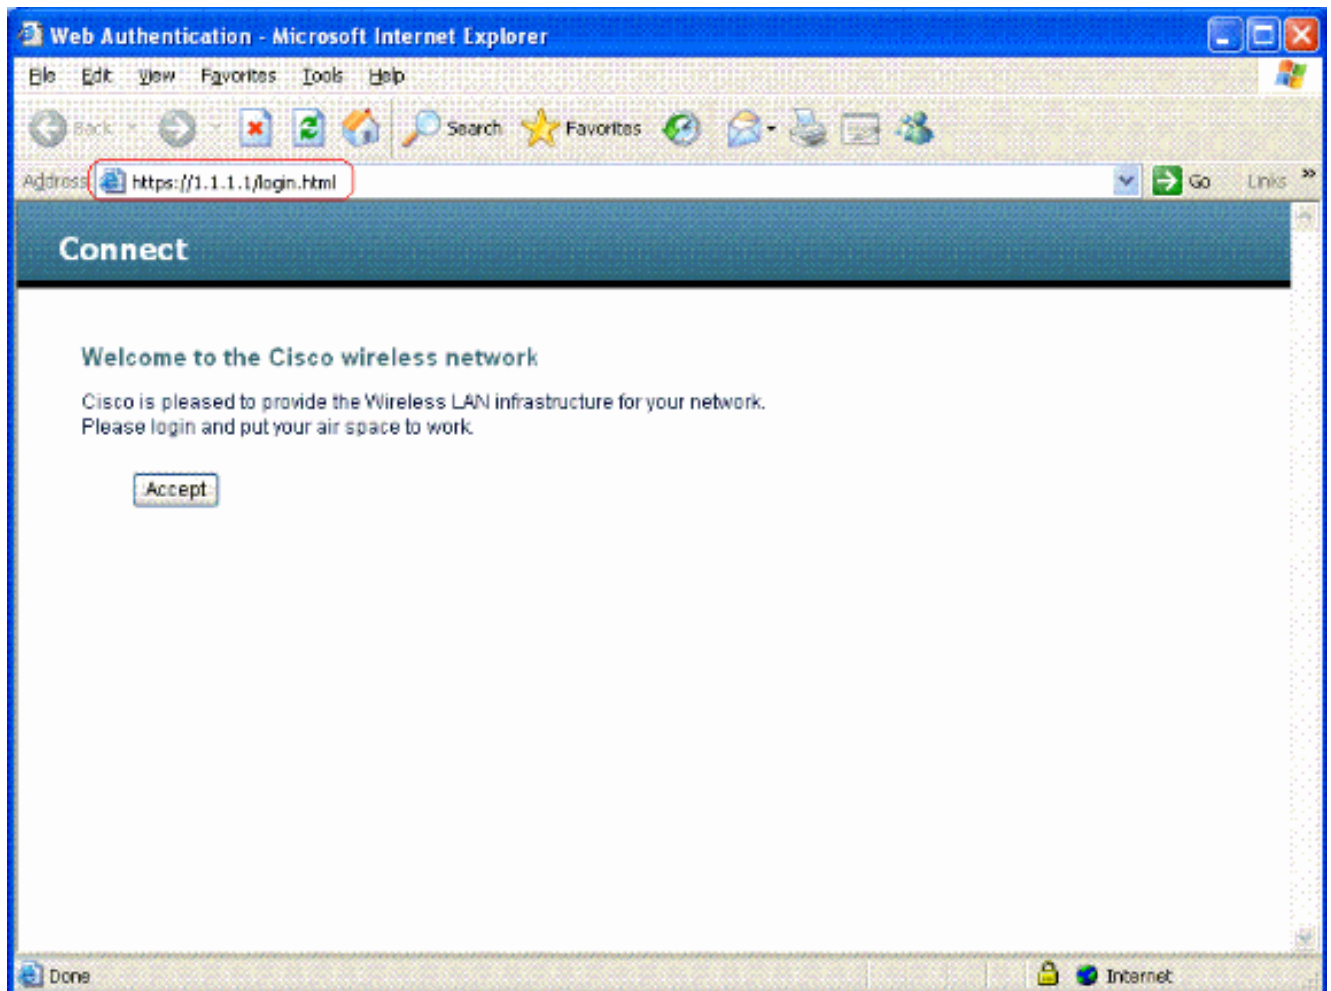 Web Authentication - Microsoft Internet Explorer
File Edit View Favorites Tools Help
Back Search Favorites
Address https://1.1.1.1/login.html Go Links »
Connect
Welcome to the Cisco wireless network
Cisco is pleased to provide the Wireless LAN infrastructure for your network.
Please login and put your air space to work.
Accept
Done Internet